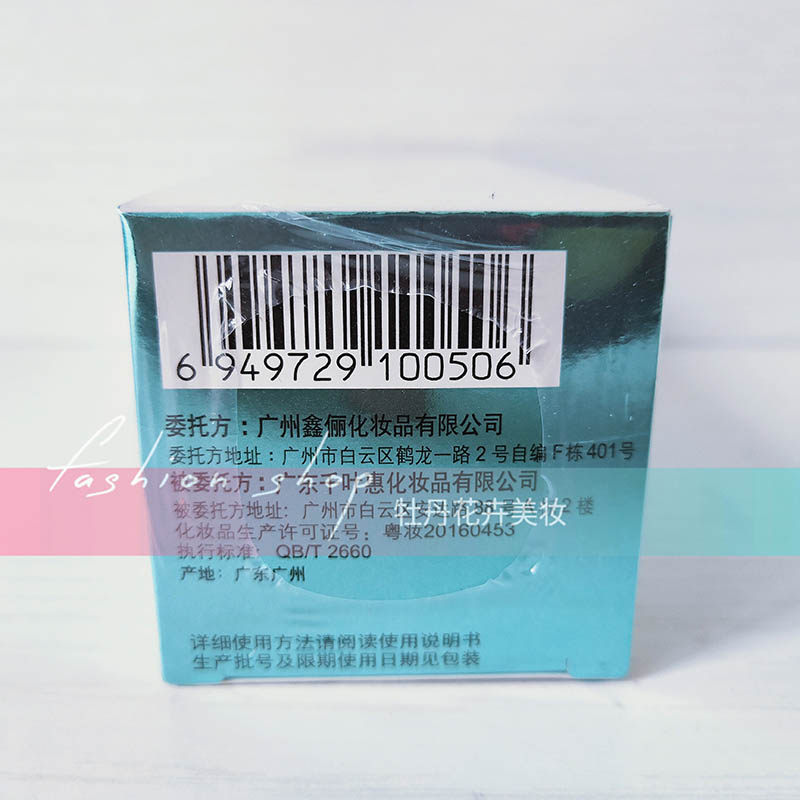 6 949729 100506
委托方:广州鑫俪化妆品有限公司
委托方地址:广州市白云区鹤龙一路2号自编F栋401号
fashion shop
被委托方:广东千叶惠化妆品有限公司
被委托方地址:广州市白云 2楼
牡丹花卉美妆
化妆品生产许可证号:粤妆20160453
执行标准:QB/T 2660
产地:广东广州
详细使用方法请阅读使用说明书
生产批号及限期使用日期见包装